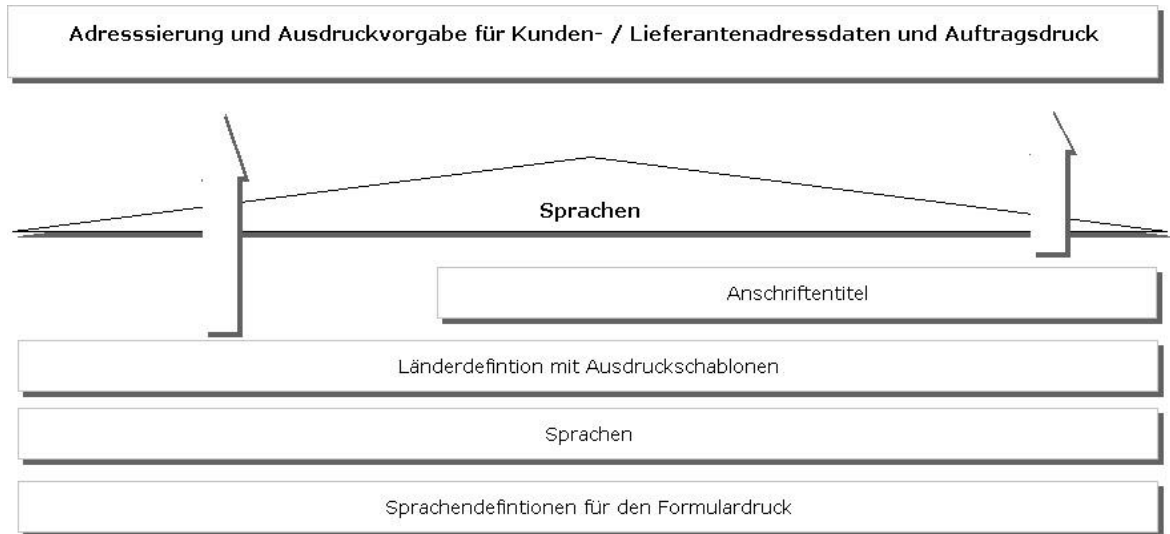 Adresssierung und Ausdruckvorgabe für Kunden- / Lieferantenadressdaten und Auftragsdruck
Sprachen
Anschriftentitel
Länderdefintion mit Ausdruckschablonen
Sprachen
Sprachendefintionen für den Formulardruck